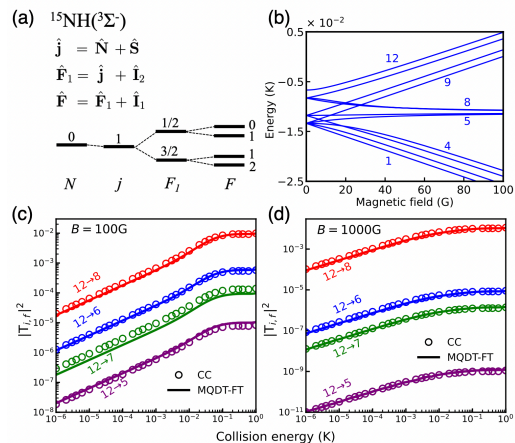 (a) ¹⁵NH(³Σ⁻)
ĵ = N̂ + Ŝ
F̂₁ = ĵ + Î₂
F̂ = F̂₁ + Î₁
0 1 1/2 0
1
3/2 1
2
N j F₁ F
(b)
× 10⁻²
0.5
-0.5
-1.5
-2.5
Energy (K)
12
9
8
5
4
1
0 20 40 60 80 100
Magnetic field (G)
(c)
B = 100G
10⁻²
10⁻³
10⁻⁴
10⁻⁵
10⁻⁶
10⁻⁷
10⁻⁸
|Tᵢ,f|²
12→8
12→6
12→7
12→5
CC
MQDT-FT
10⁻⁶ 10⁻⁵ 10⁻⁴ 10⁻³ 10⁻² 10⁻¹ 10⁰
(d)
B = 1000G
10⁻³
10⁻⁵
10⁻⁷
10⁻⁹
10⁻¹¹
|Tᵢ,f|²
12→8
12→6
12→7
12→5
CC
MQDT-FT
10⁻⁶ 10⁻⁵ 10⁻⁴ 10⁻³ 10⁻² 10⁻¹ 10⁰
Collision energy (K)